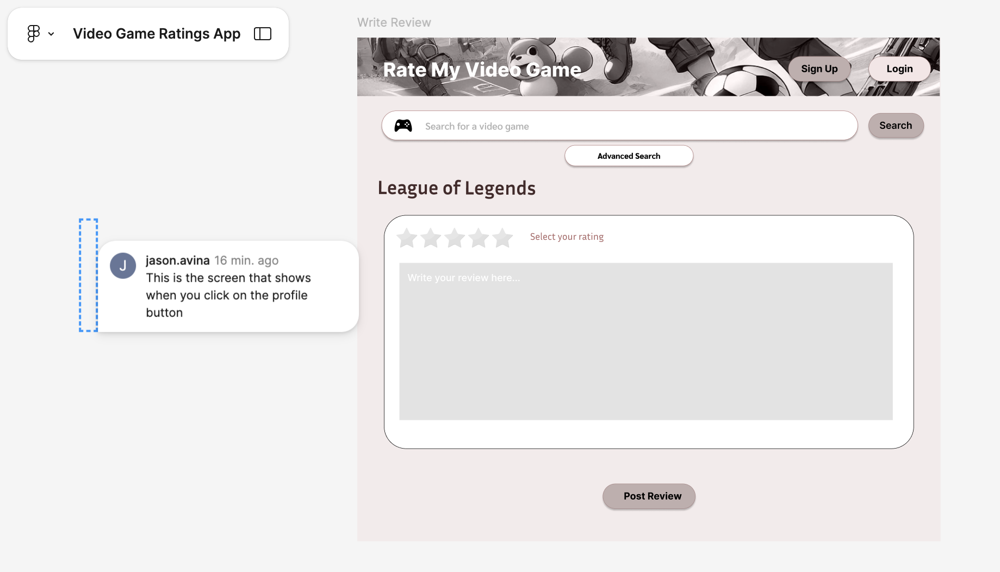 Video Game Ratings App
Write Review
Rate My Video Game
Sign Up
Login
Search for a video game
Search
Advanced Search
League of Legends
Select your rating
Write your review here...
Post Review
J
jason.avina 16 min. ago
This is the screen that shows
when you click on the profile
button